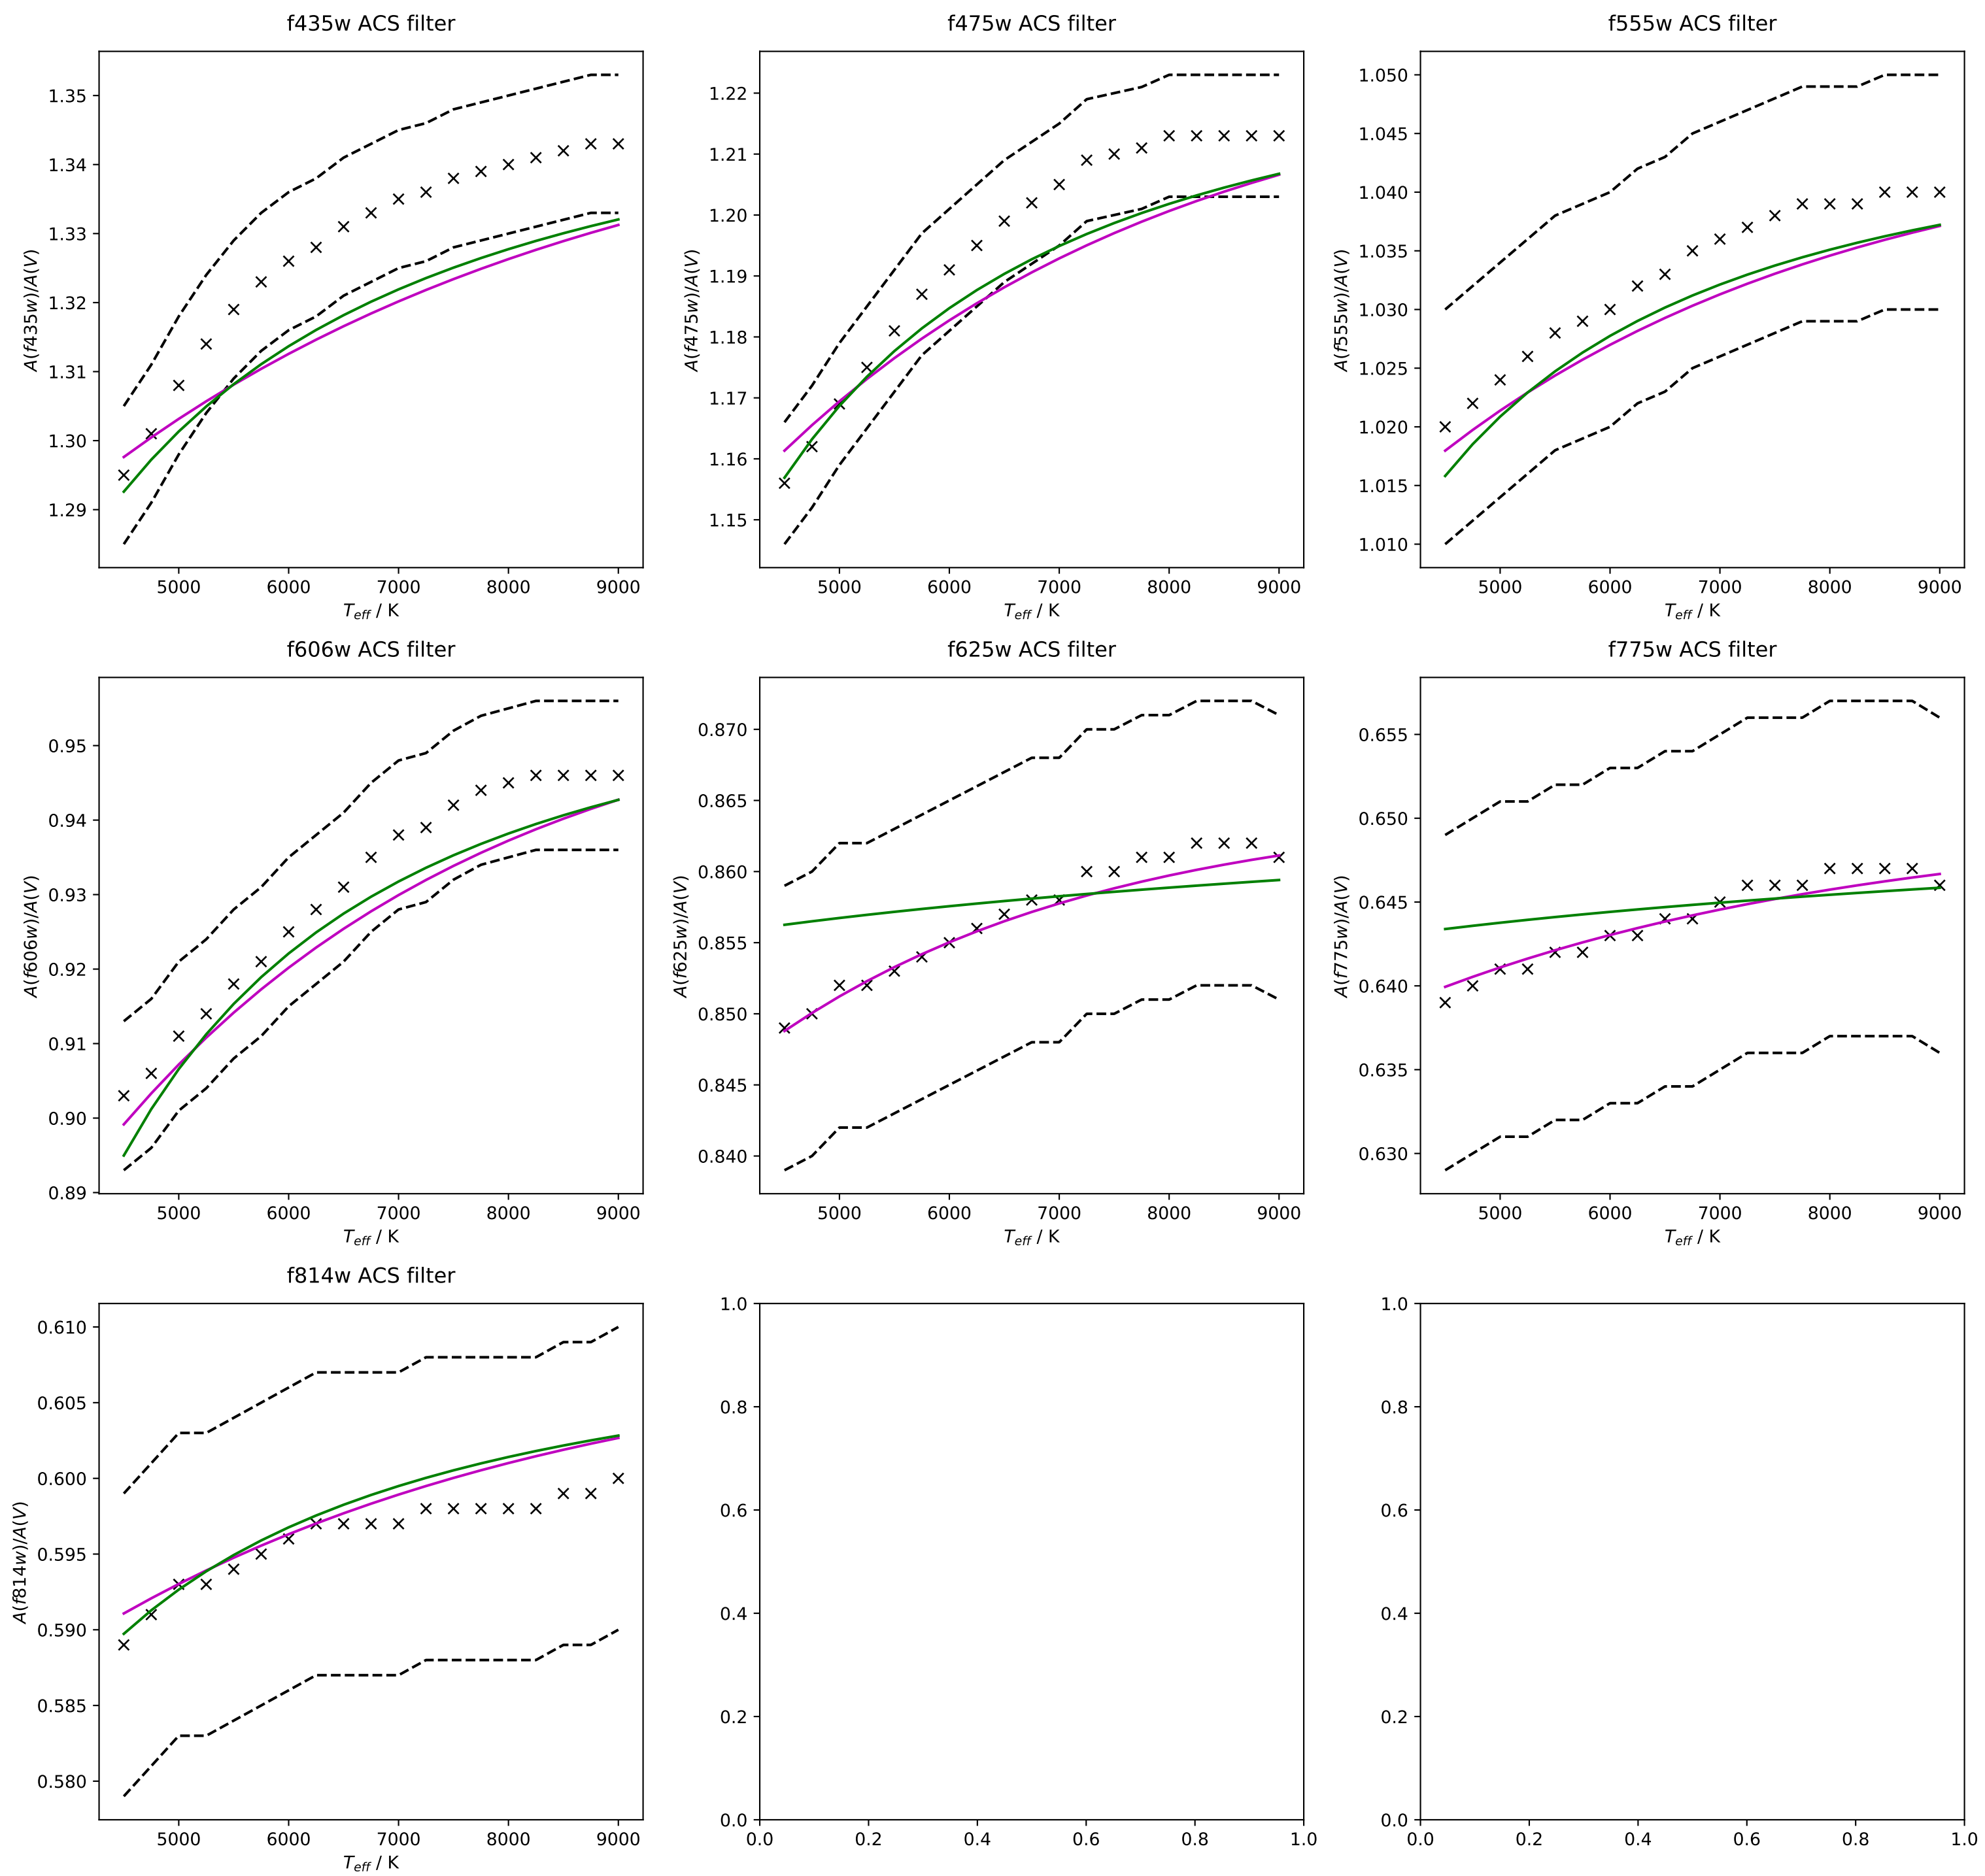 f435w ACS filter
f475w ACS filter
f555w ACS filter
A(f435w)/A(V)
1.35
1.34
1.33
1.32
1.31
1.30
1.29
5000 6000 7000 8000 9000
T_eff / K
A(f475w)/A(V)
1.22
1.21
1.20
1.19
1.18
1.17
1.16
1.15
5000 6000 7000 8000 9000
T_eff / K
A(f555w)/A(V)
1.050
1.045
1.040
1.035
1.030
1.025
1.020
1.015
1.010
5000 6000 7000 8000 9000
T_eff / K
f606w ACS filter
f625w ACS filter
f775w ACS filter
A(f606w)/A(V)
0.95
0.94
0.93
0.92
0.91
0.90
0.89
5000 6000 7000 8000 9000
T_eff / K
A(f625w)/A(V)
0.870
0.865
0.860
0.855
0.850
0.845
0.840
5000 6000 7000 8000 9000
T_eff / K
A(f775w)/A(V)
0.655
0.650
0.645
0.640
0.635
0.630
5000 6000 7000 8000 9000
T_eff / K
f814w ACS filter
A(f814w)/A(V)
0.610
0.605
0.600
0.595
0.590
0.585
0.580
5000 6000 7000 8000 9000
T_eff / K
1.0
0.8
0.6
0.4
0.2
0.0
0.0 0.2 0.4 0.6 0.8 1.0
1.0
0.8
0.6
0.4
0.2
0.0
0.0 0.2 0.4 0.6 0.8 1.0